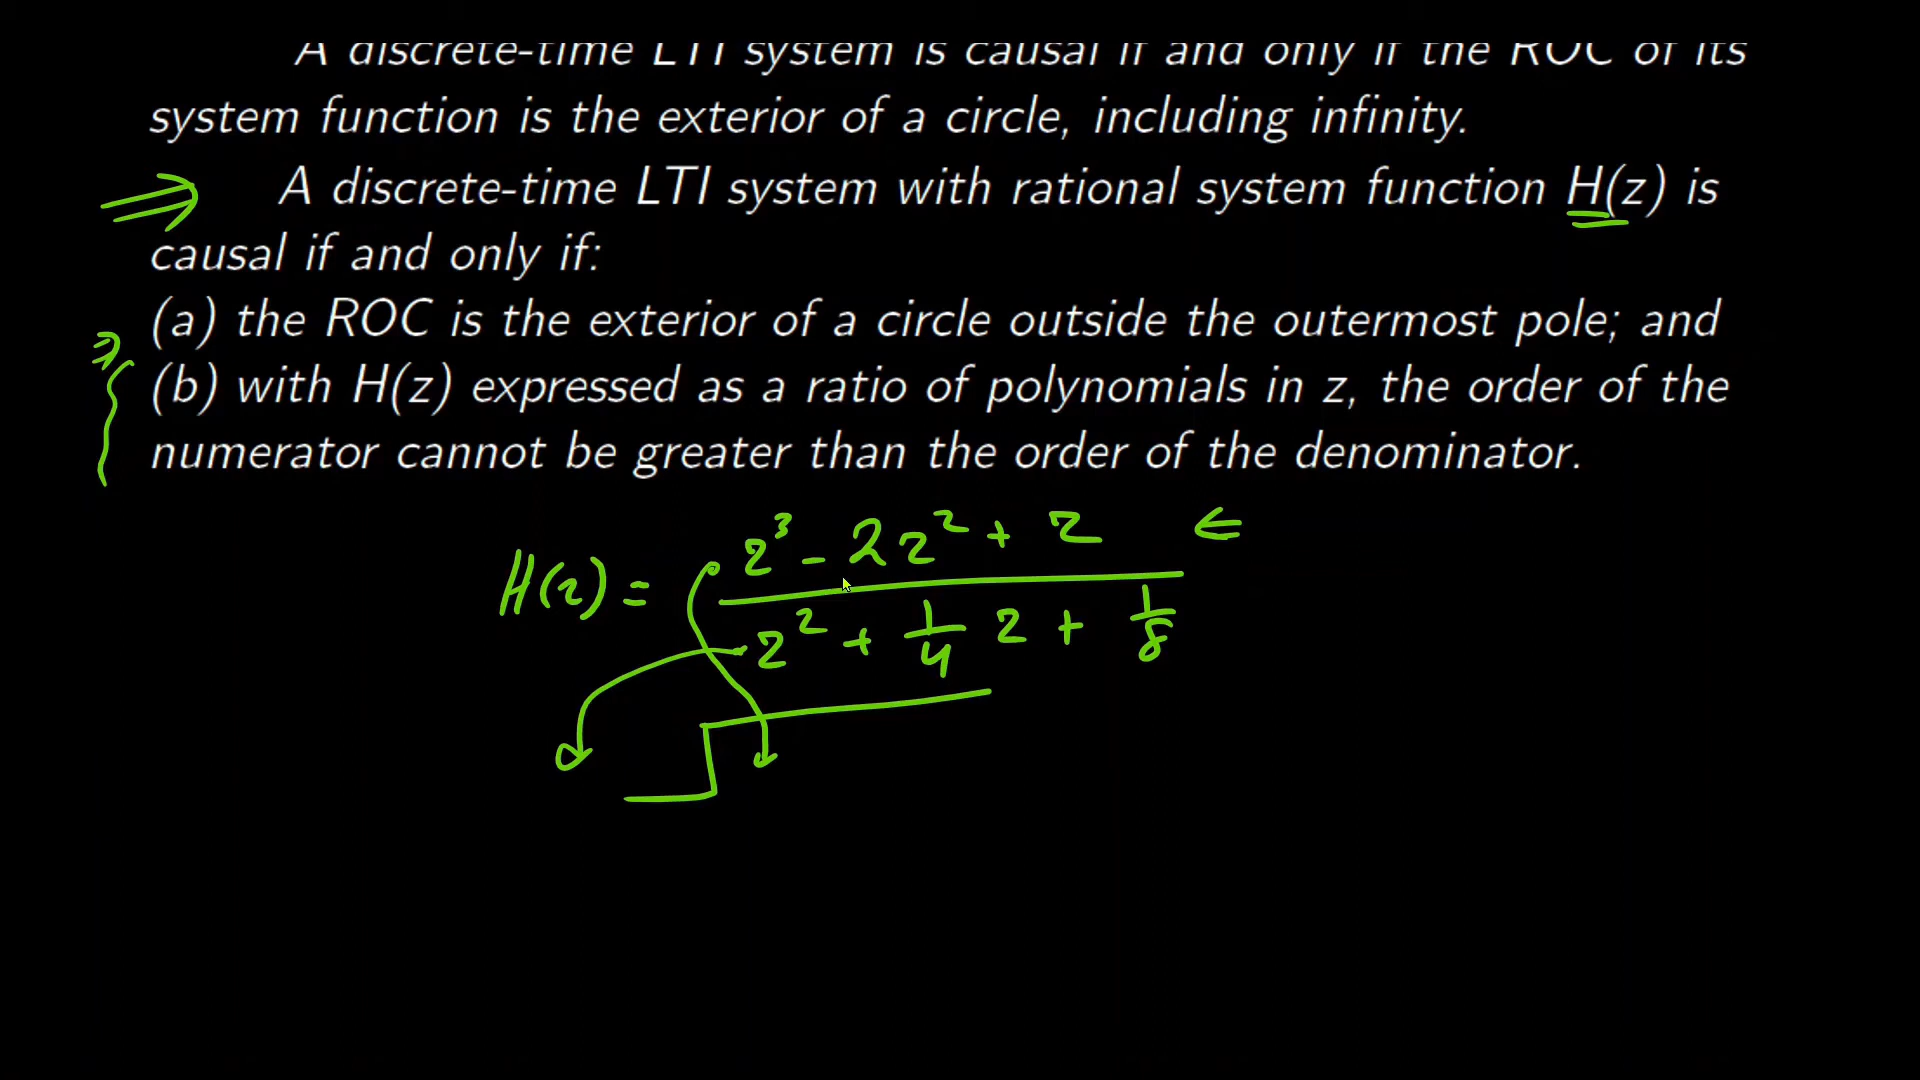 A discrete-time LTI system is causal if and only if the ROC of its
system function is the exterior of a circle, including infinity.
⇒ A discrete-time LTI system with rational system function H(z) is
causal if and only if:
(a) the ROC is the exterior of a circle outside the outermost pole; and
(b) with H(z) expressed as a ratio of polynomials in z, the order of the
numerator cannot be greater than the order of the denominator.
z³ - 2z² + z ⇐
H(z) =
z² + 1/4 z + 1/8